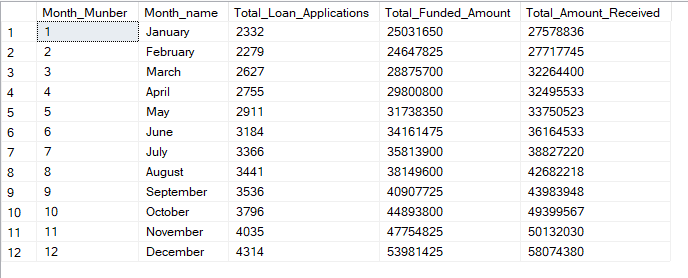 Month_Munber Month_name Total_Loan_Applications Total_Funded_Amount Total_Amount_Received
1 1 January 2332 25031650 27578836
2 2 February 2279 24647825 27717745
3 3 March 2627 28875700 32264400
4 4 April 2755 29800800 32495533
5 5 May 2911 31738350 33750523
6 6 June 3184 34161475 36164533
7 7 July 3366 35813900 38827220
8 8 August 3441 38149600 42682218
9 9 September 3536 40907725 43983948
10 10 October 3796 44893800 49399567
11 11 November 4035 47754825 50132030
12 12 December 4314 53981425 58074380